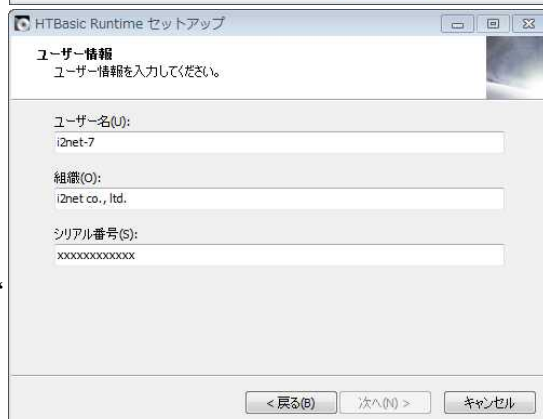 HTBasic Runtime セットアップ
ユーザー情報
ユーザー情報を入力してください。
ユーザー名(U):
i2net-7
組織(O):
i2net co., ltd.
シリアル番号(S):
xxxxxxxxxxxx
< 戻る(B) 次へ(N) > キャンセル